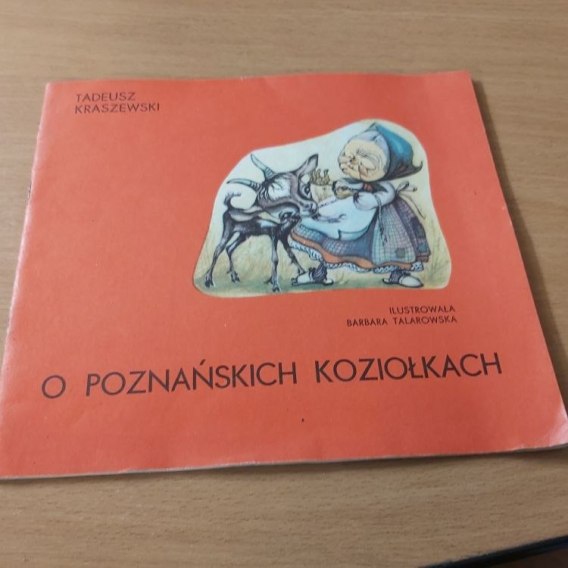 TADEUSZ
KRASZEWSKI
ILUSTROWAŁA
BARBARA TALAROWSKA
O POZNAŃSKICH KOZIOŁKACH